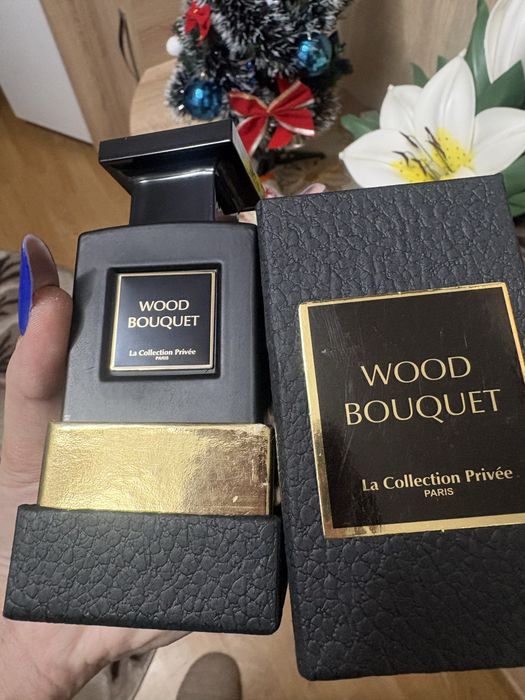 WOOD
BOUQUET
La Collection Privée
PARIS
WOOD
BOUQUET
La Collection Privée
PARIS